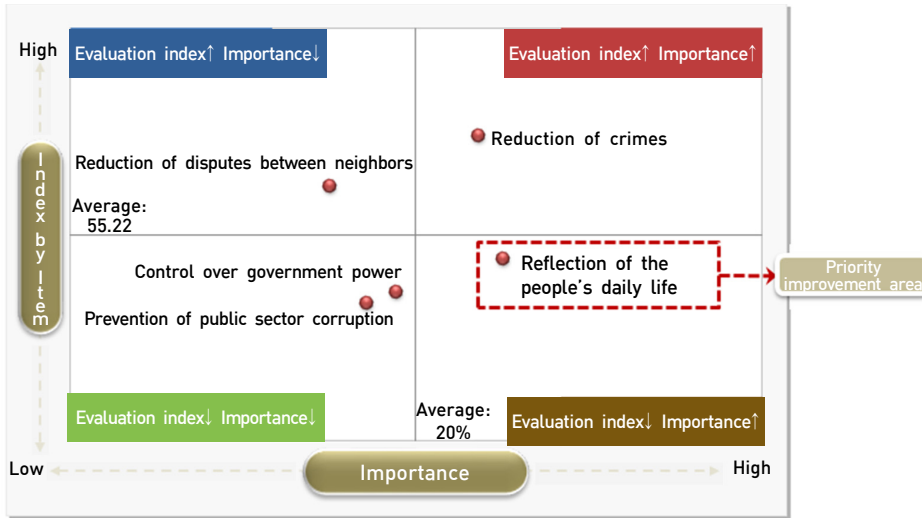 High
Evaluation index↑ Importance↓
Evaluation index↑ Importance↑
Reduction of crimes
Reduction of disputes between neighbors
Average:
55.22
Index by Item
Control over government power
Prevention of public sector corruption
Reflection of the
people's daily life
Priority
improvement area
Evaluation index↓ Importance↓
Average:
20%
Evaluation index↓ Importance↑
Low
Importance
High